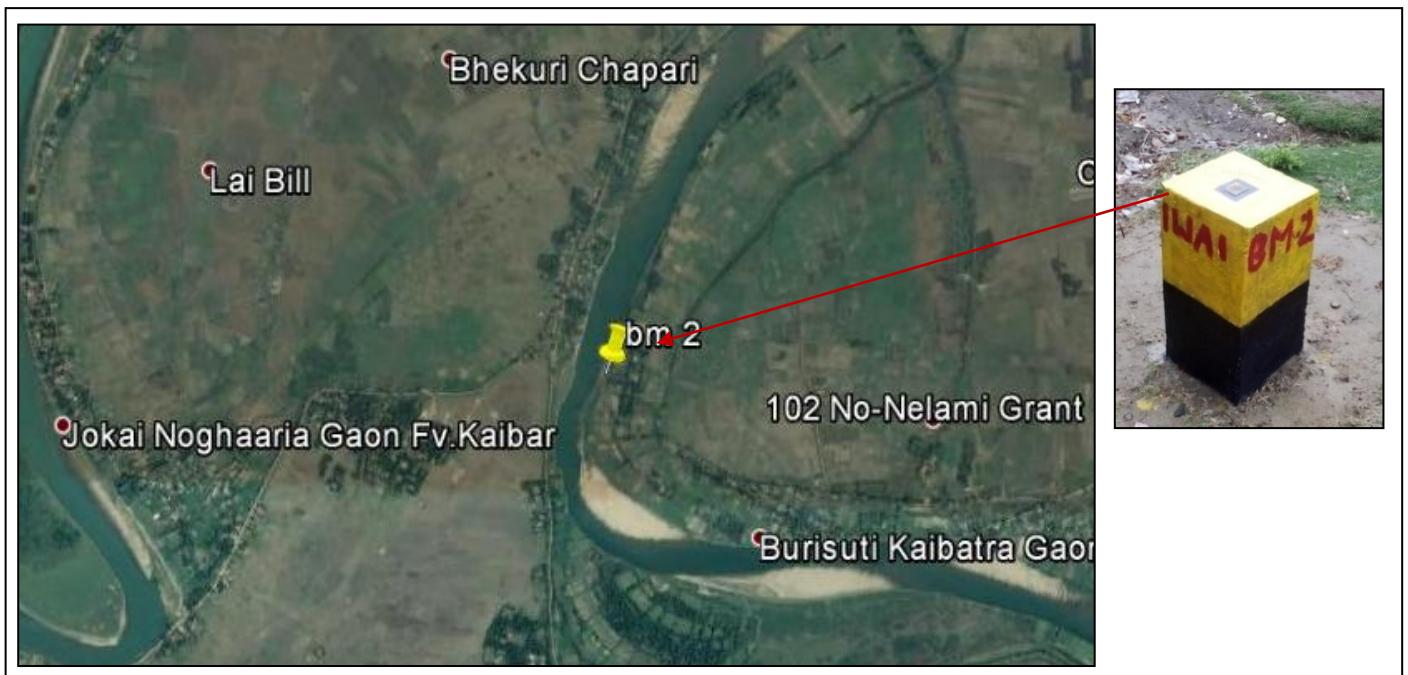 Bhekuri Chapari
Lai Bill
bm 2
102 No-Nelami Grant
Jokai Noghaaria Gaon Fv.Kaibar
Burisuti Kaibatra Gaon
IWAI BM-2